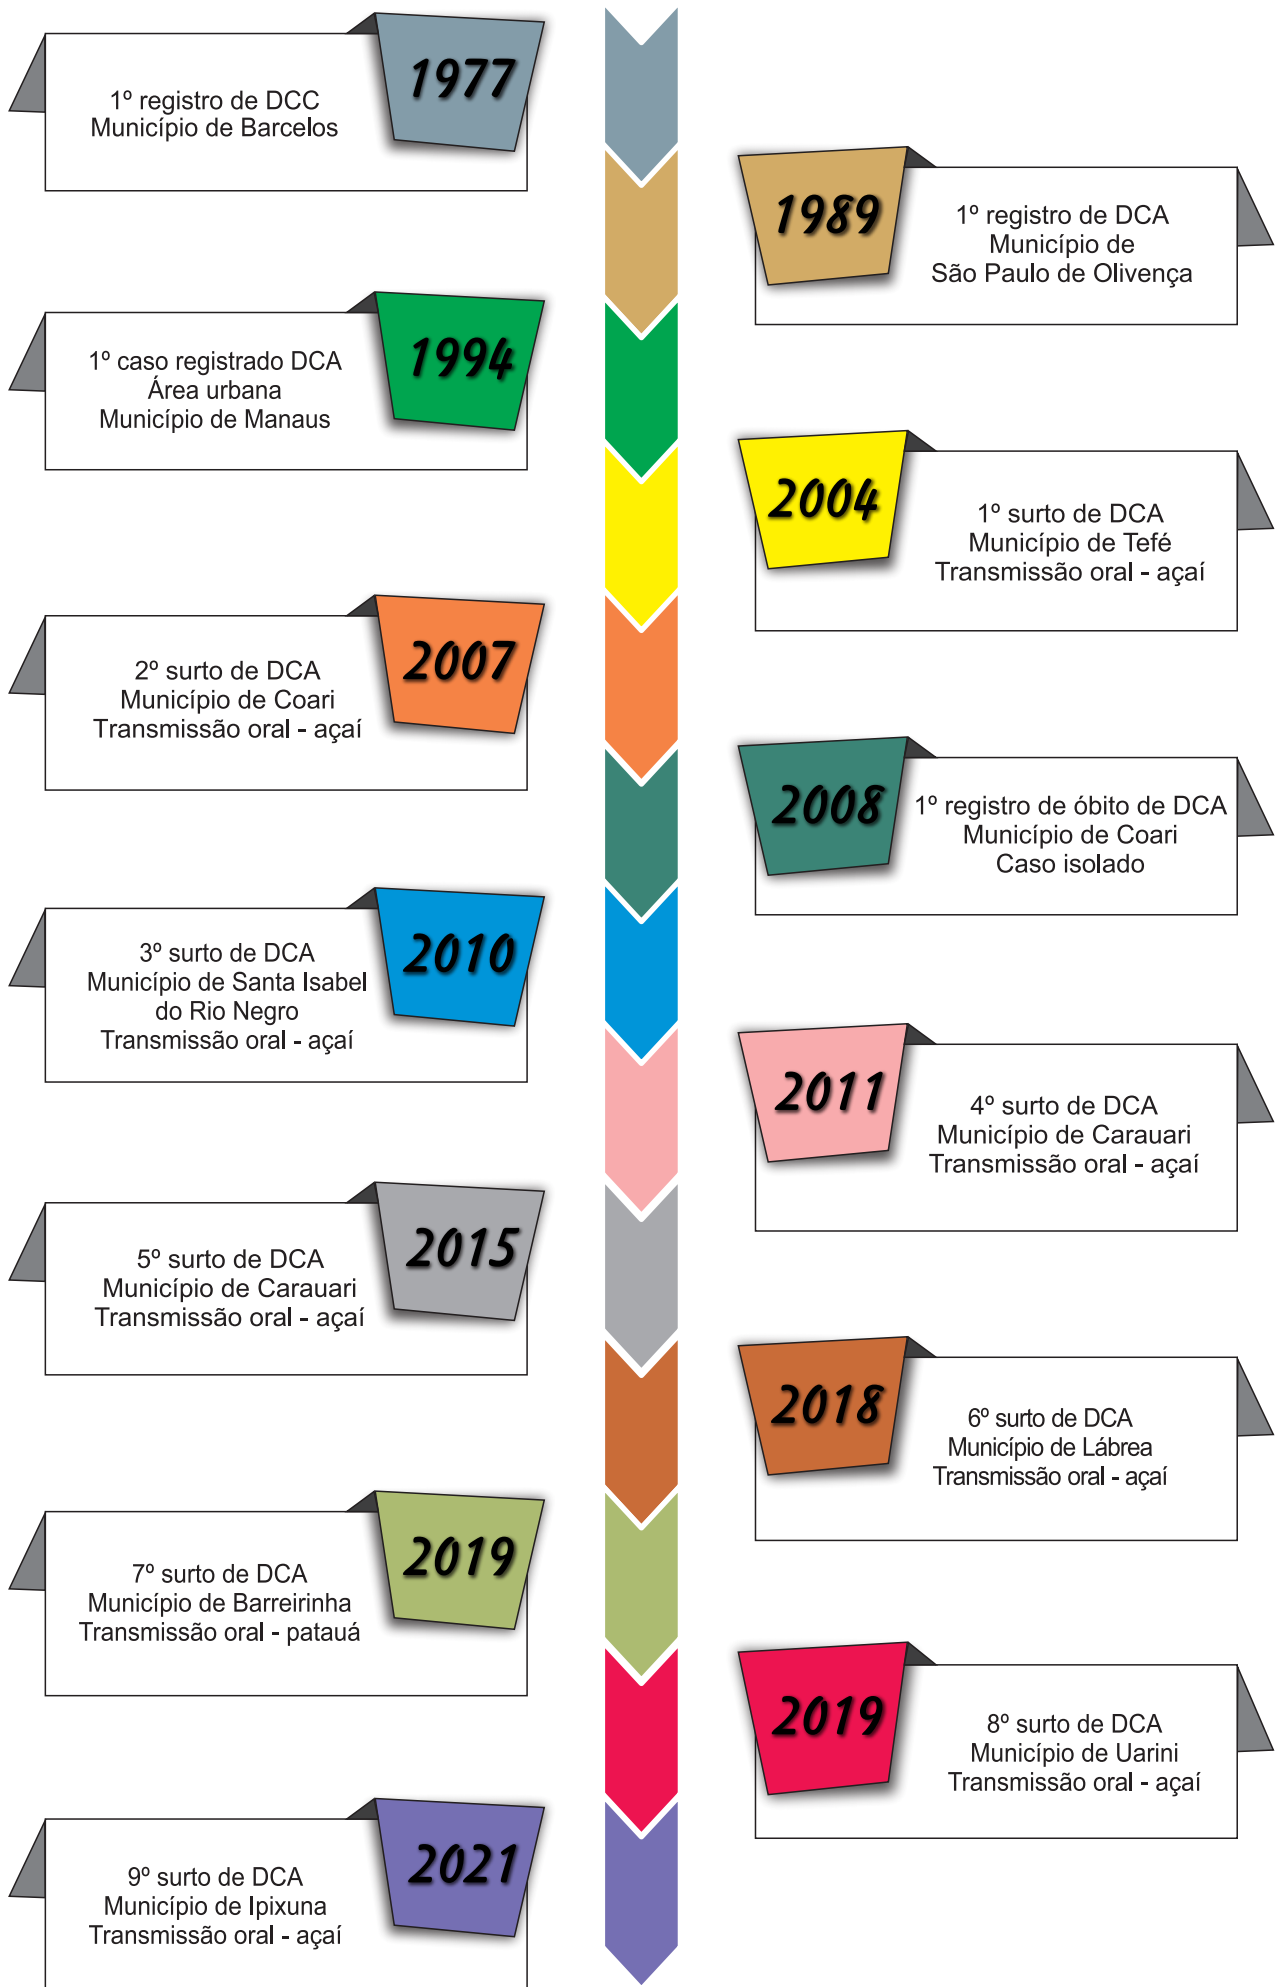 1977
1º registro de DCC
Município de Barcelos
1989
1º registro de DCA
Município de
São Paulo de Olivença
1994
1º caso registrado DCA
Área urbana
Município de Manaus
2004
1º surto de DCA
Município de Tefé
Transmissão oral - açaí
2007
2º surto de DCA
Município de Coari
Transmissão oral - açaí
2008
1º registro de óbito de DCA
Município de Coari
Caso isolado
2010
3º surto de DCA
Município de Santa Isabel
do Rio Negro
Transmissão oral - açaí
2011
4º surto de DCA
Município de Carauari
Transmissão oral - açaí
2015
5º surto de DCA
Município de Carauari
Transmissão oral - açaí
2018
6º surto de DCA
Município de Lábrea
Transmissão oral - açaí
2019
7º surto de DCA
Município de Barreirinha
Transmissão oral - patauá
2019
8º surto de DCA
Município de Uarini
Transmissão oral - açaí
2021
9º surto de DCA
Município de Ipixuna
Transmissão oral - açaí